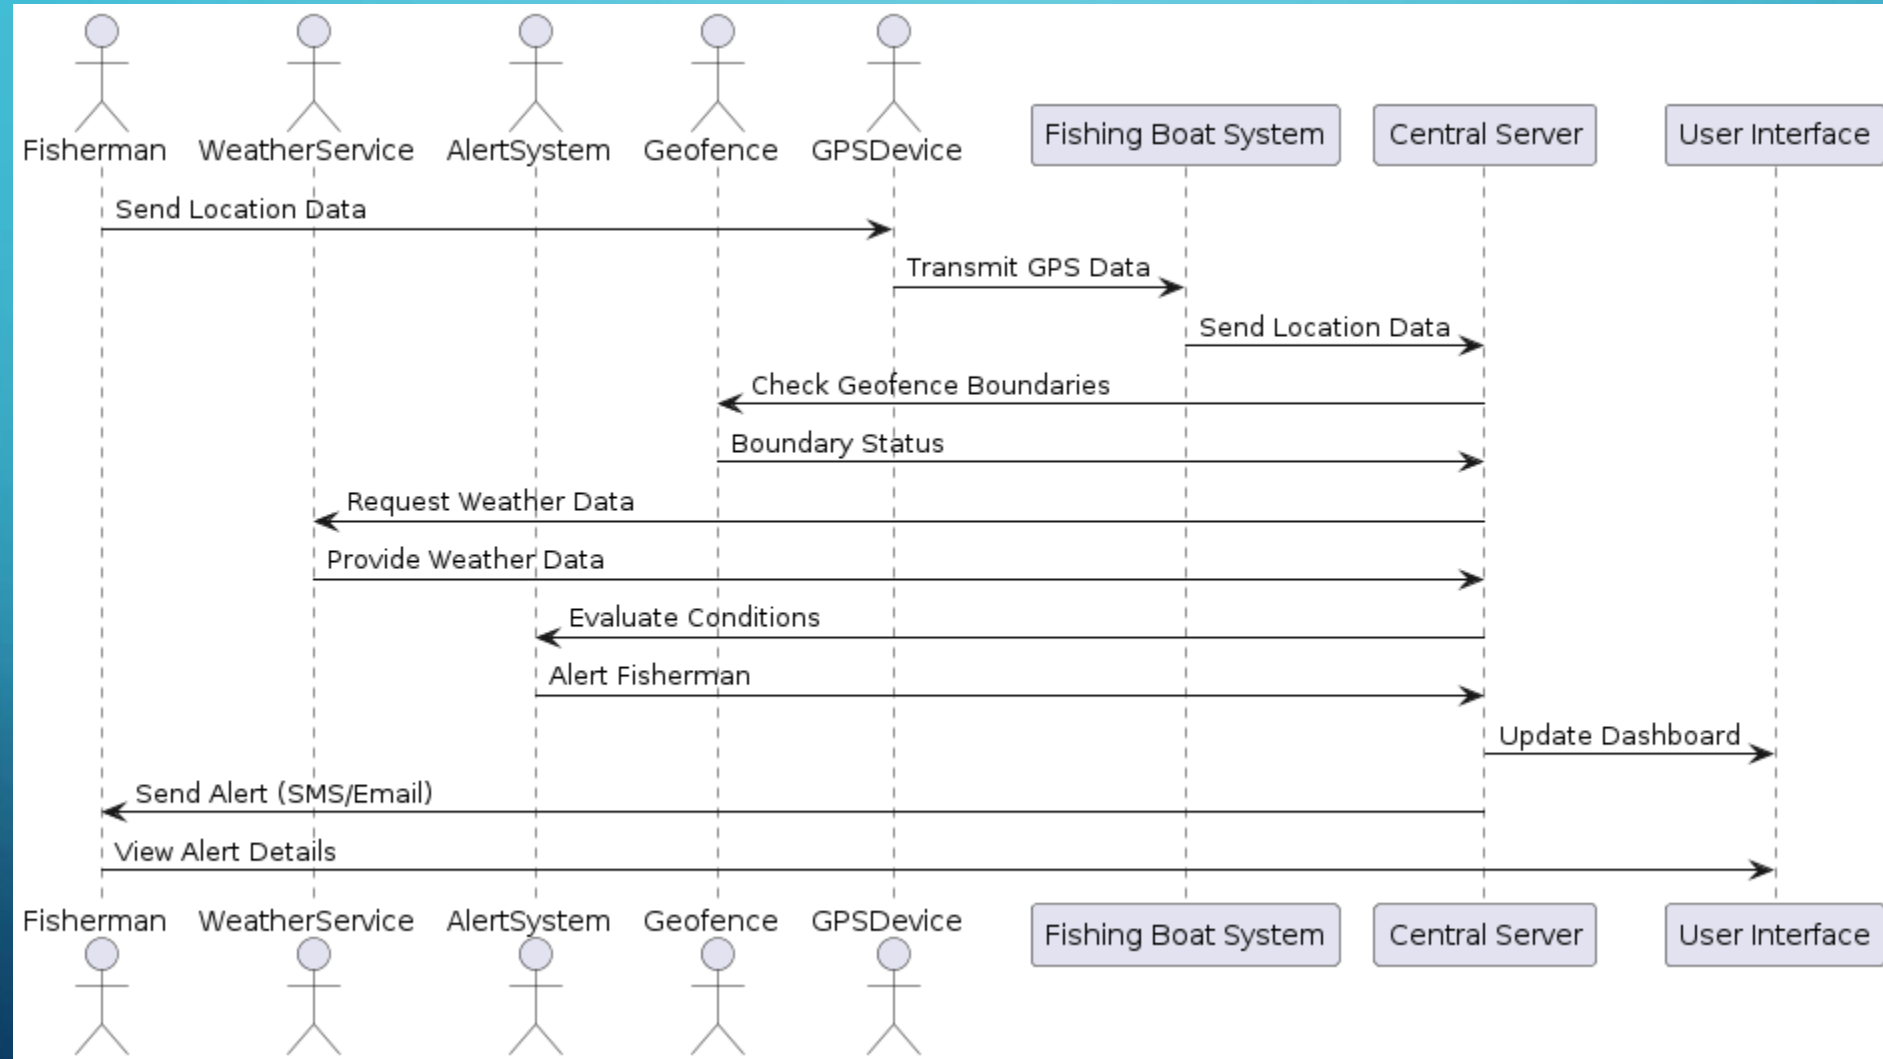 Fisherman WeatherService AlertSystem Geofence GPSDevice Fishing Boat System Central Server User Interface
Send Location Data
Transmit GPS Data
Send Location Data
Check Geofence Boundaries
Boundary Status
Request Weather Data
Provide Weather Data
Evaluate Conditions
Alert Fisherman
Update Dashboard
Send Alert (SMS/Email)
View Alert Details
Fisherman WeatherService AlertSystem Geofence GPSDevice Fishing Boat System Central Server User Interface